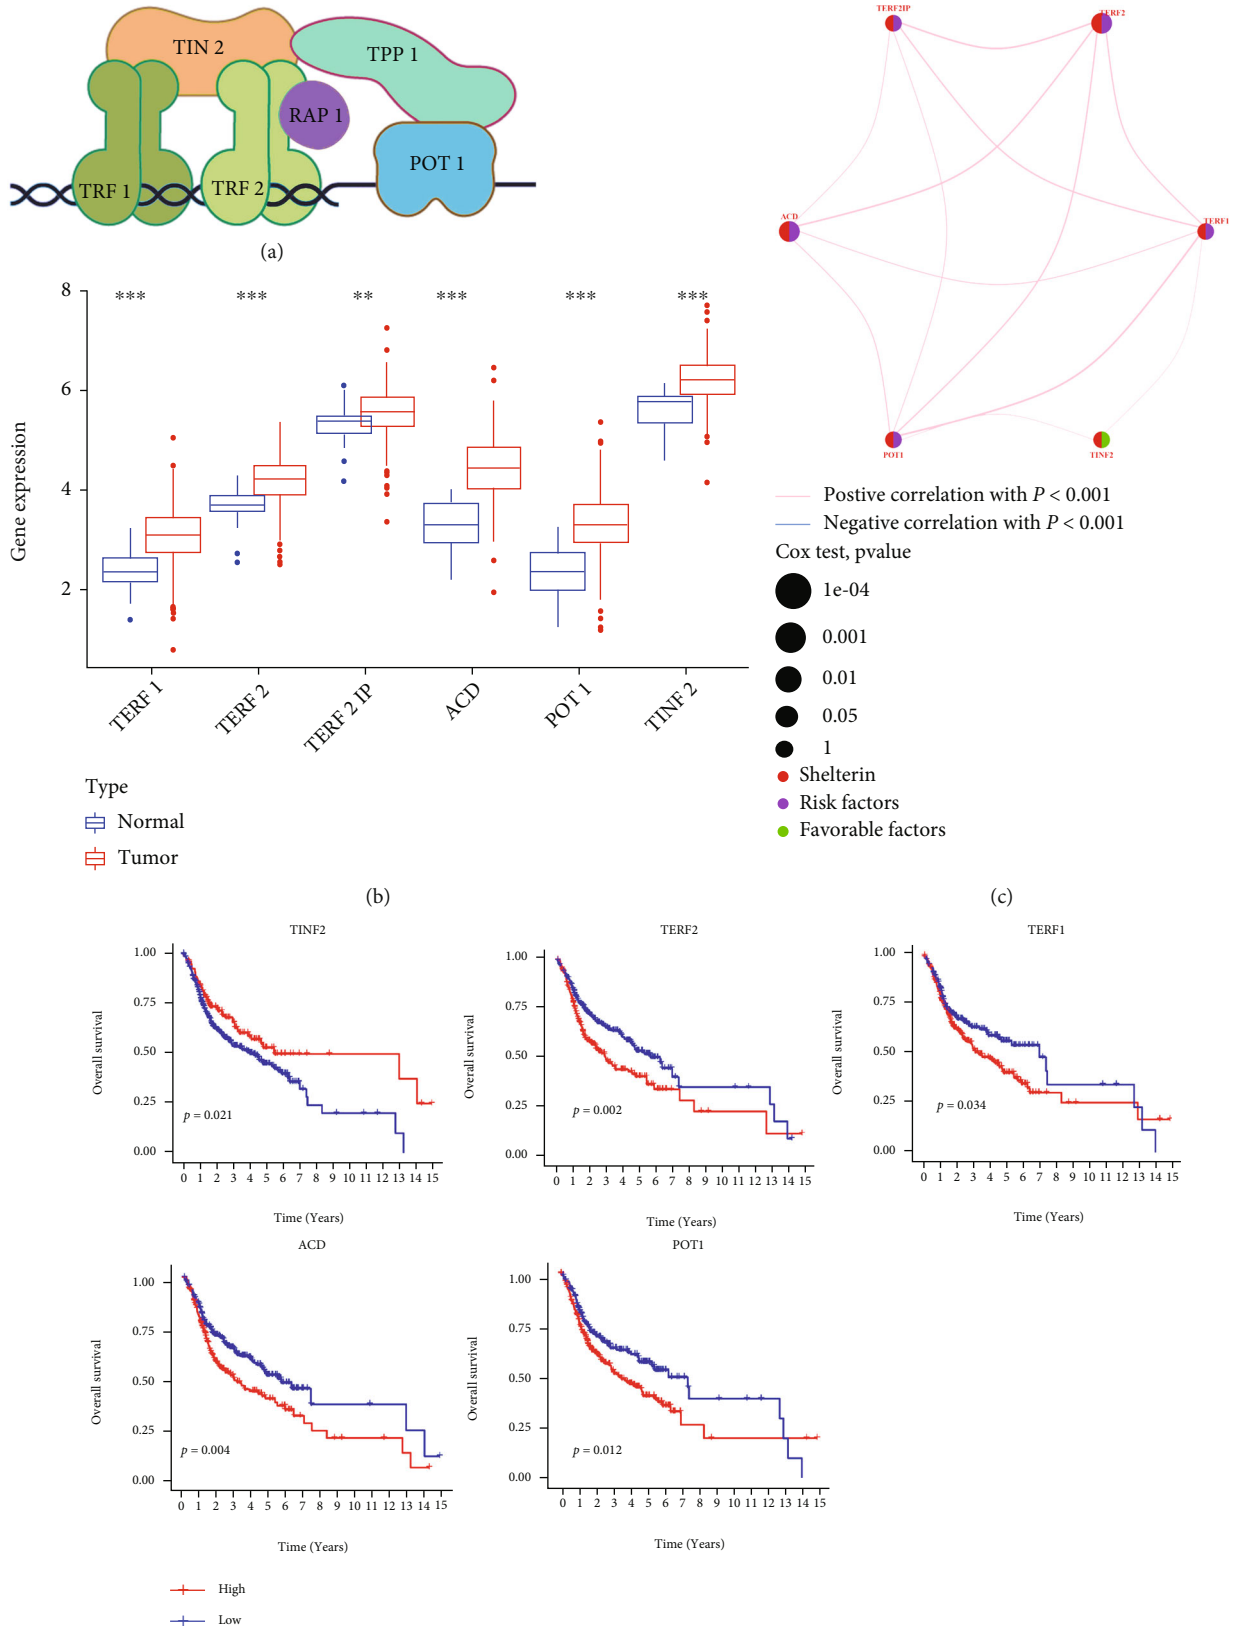 TIN 2
TPP 1
RAP 1
POT 1
TRF 1
TRF 2
(a)
TERF2IP
TERF2
ACD
TERF1
POT1
TINF2
Postive correlation with P < 0.001
Negative correlation with P < 0.001
Cox test, pvalue
1e-04
0.001
0.01
0.05
1
Shelterin
Risk factors
Favorable factors
(c)
Gene expression
8
6
4
2
*** *** ** *** *** ***
TERF 1
TERF 2
TERF 2 IP
ACD
POT 1
TINF 2
Type
Normal
Tumor
(b)
TINF2
Overall survival
1.00
0.75
0.50
0.25
0.00
p = 0.021
0 1 2 3 4 5 6 7 8 9 10 11 12 13 14 15
Time (Years)
TERF2
Overall survival
1.00
0.75
0.50
0.25
0.00
p = 0.002
0 1 2 3 4 5 6 7 8 9 10 11 12 13 14 15
Time (Years)
TERF1
Overall survival
1.00
0.75
0.50
0.25
0.00
p = 0.034
0 1 2 3 4 5 6 7 8 9 10 11 12 13 14 15
Time (Years)
ACD
Overall survival
1.00
0.75
0.50
0.25
0.00
p = 0.004
0 1 2 3 4 5 6 7 8 9 10 11 12 13 14 15
Time (Years)
POT1
Overall survival
1.00
0.75
0.50
0.25
0.00
p = 0.012
0 1 2 3 4 5 6 7 8 9 10 11 12 13 14 15
Time (Years)
High
Low